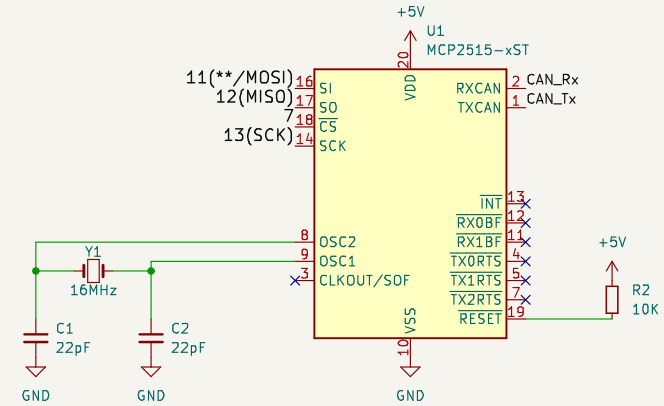 +5V
U1
MCP2515-xST
20
VDD
11(**/MOSI) 16 SI
12(MISO) 17 SO
7 18 CS
13(SCK) 14 SCK
RXCAN 2 CAN_Rx
TXCAN 1 CAN_Tx
INT 13
RX0BF 12
8 OSC2 RX1BF 11
9 OSC1 TX0RTS 4
3 CLKOUT/SOF TX1RTS 5
TX2RTS 7
RESET 19
+5V
R2
10K
Y1
16MHz
C1
22pF
C2
22pF
VSS
10
GND
GND
GND